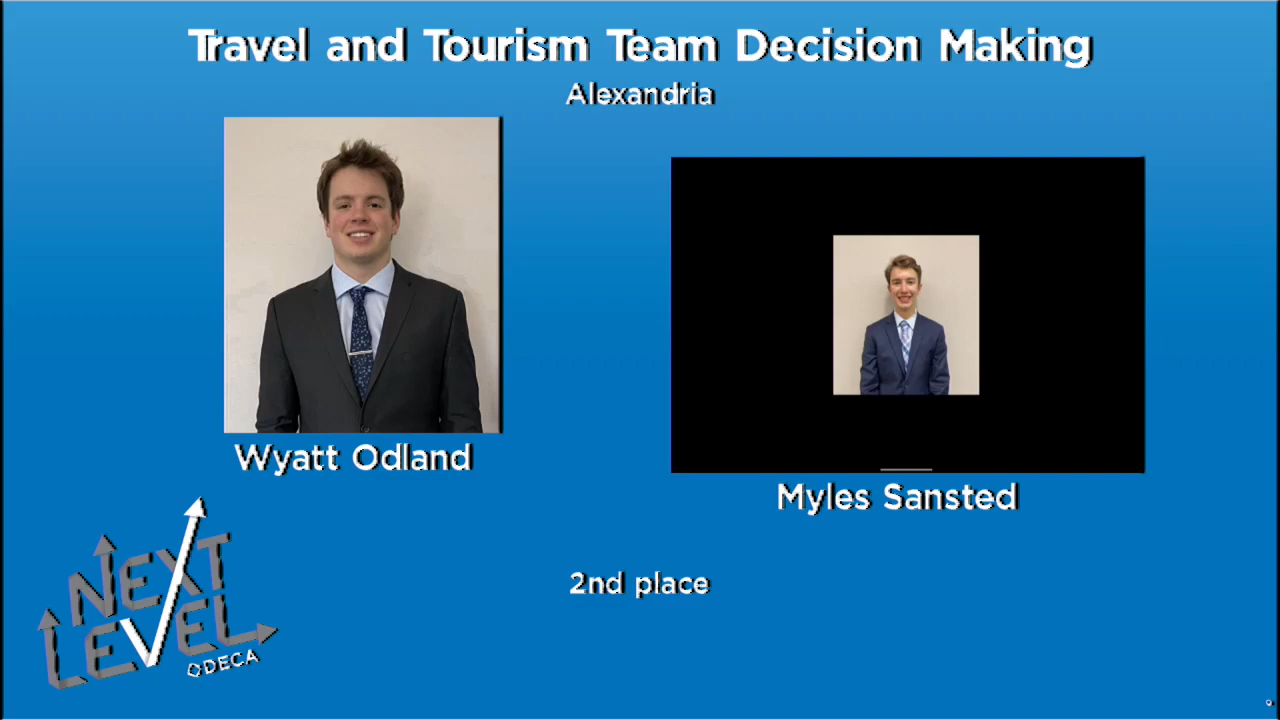 Travel and Tourism Team Decision Making
Alexandria
Wyatt Odland
Myles Sansted
2nd place
NEXT
LEVEL
DECA